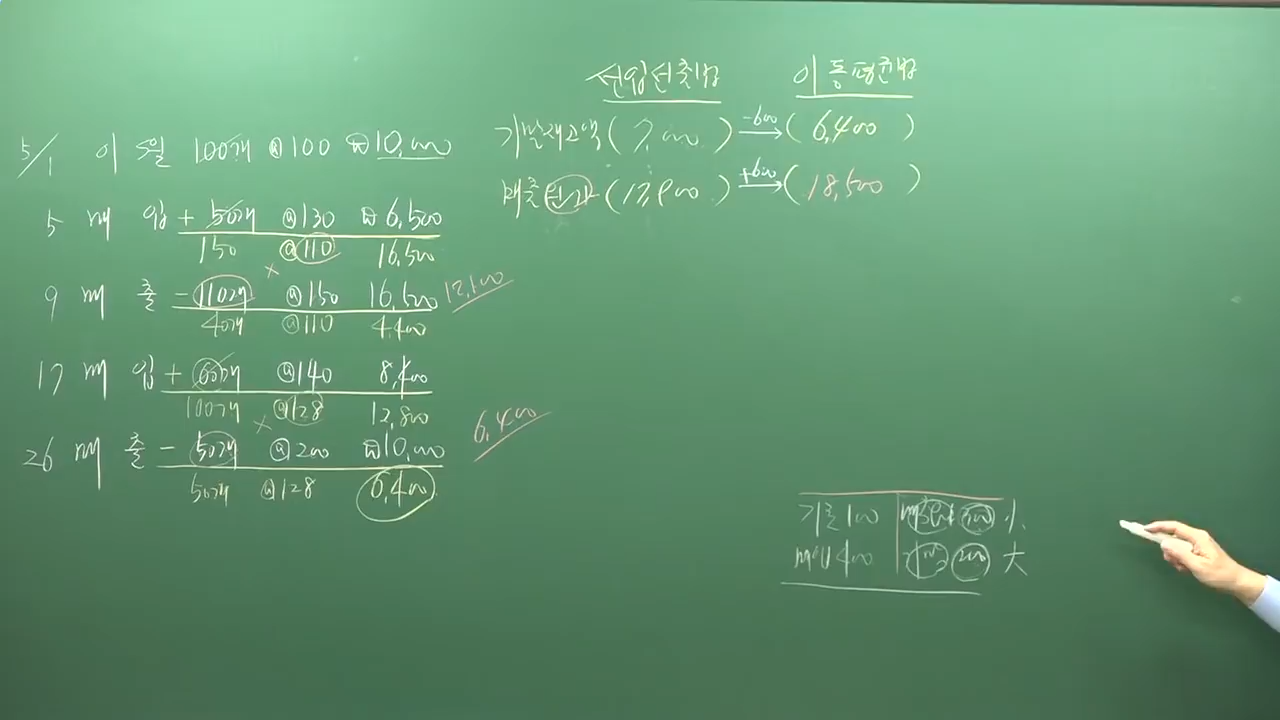 선입선출법 이동평균법
기말재고액 (7,000) -600 → (6,400)
매출원가 (17,900) +600 → (18,500)
5/1 이월 100개 @100 ₩10,000
5 매입 + 50개 @130 ₩6,500
150 @110 16,500
9 매출 - 110개 @150 16,500 12,100
40개 @110 4,400
17 매입 + 60개 @140 8,400
100개 @128 12,800
26 매출 - 50개 @200 ₩10,000 6,400
50개 @128 6,400
기초 100 小
매입 400 200 大